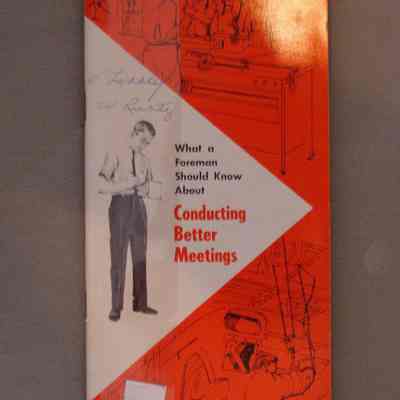 What a
Foreman
Should Know
About
Conducting
Better
Meetings